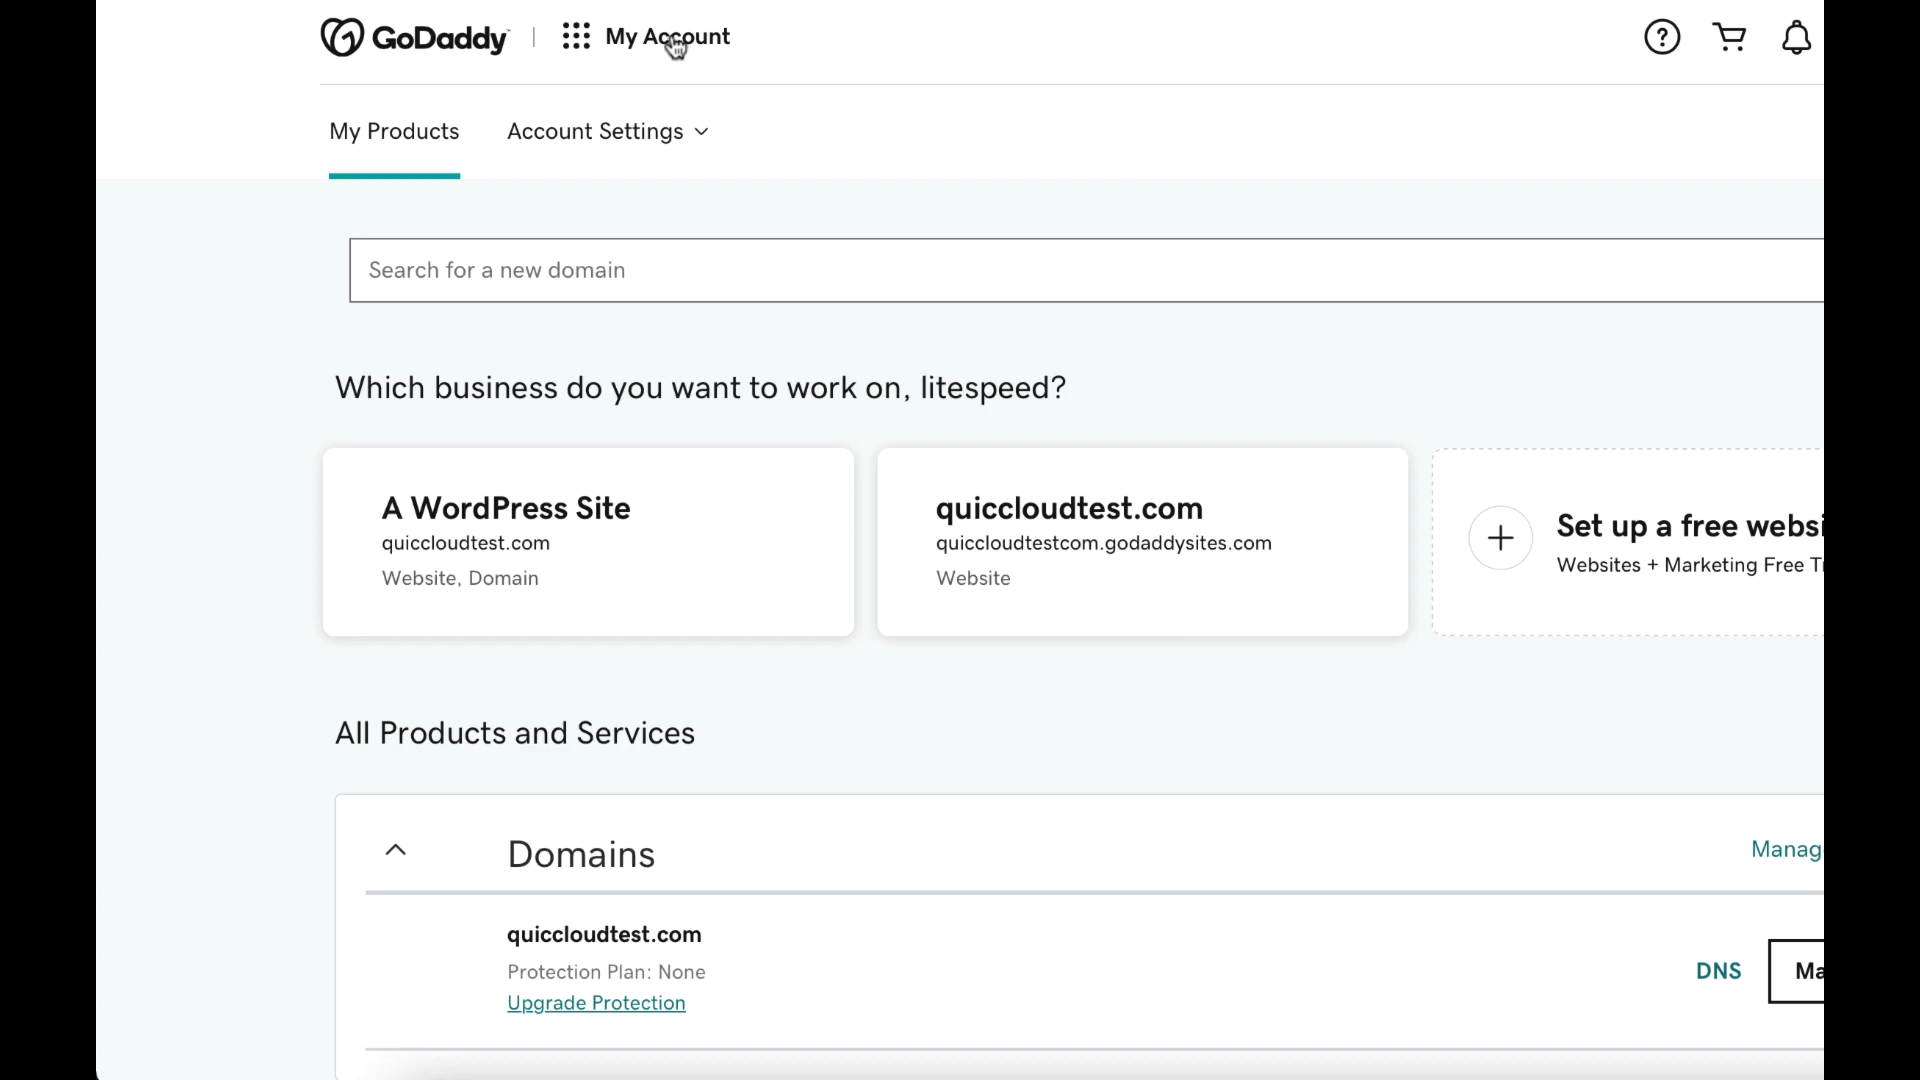 GoDaddy
My Account
My Products
Account Settings
Search for a new domain
Which business do you want to work on, litespeed?
A WordPress Site
quiccloudtest.com
Website, Domain
quiccloudtest.com
quiccloudtestcom.godaddysites.com
Website
Set up a free websi
Websites + Marketing Free T
All Products and Services
Domains
Manag
quiccloudtest.com
Protection Plan: None
Upgrade Protection
DNS
Ma